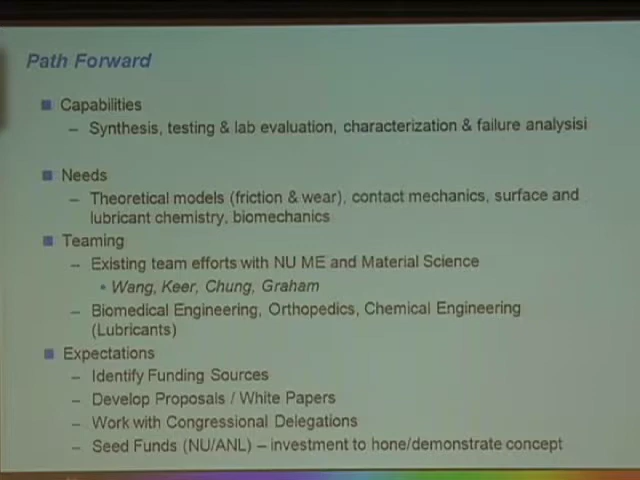 Path Forward
Capabilities
– Synthesis, testing & lab evaluation, characterization & failure analysisi
Needs
– Theoretical models (friction & wear), contact mechanics, surface and
lubricant chemistry, biomechanics
Teaming
– Existing team efforts with NU ME and Material Science
• Wang, Keer, Chung, Graham
– Biomedical Engineering, Orthopedics, Chemical Engineering
(Lubricants)
Expectations
– Identify Funding Sources
– Develop Proposals / White Papers
– Work with Congressional Delegations
– Seed Funds (NU/ANL) – investment to hone/demonstrate concept